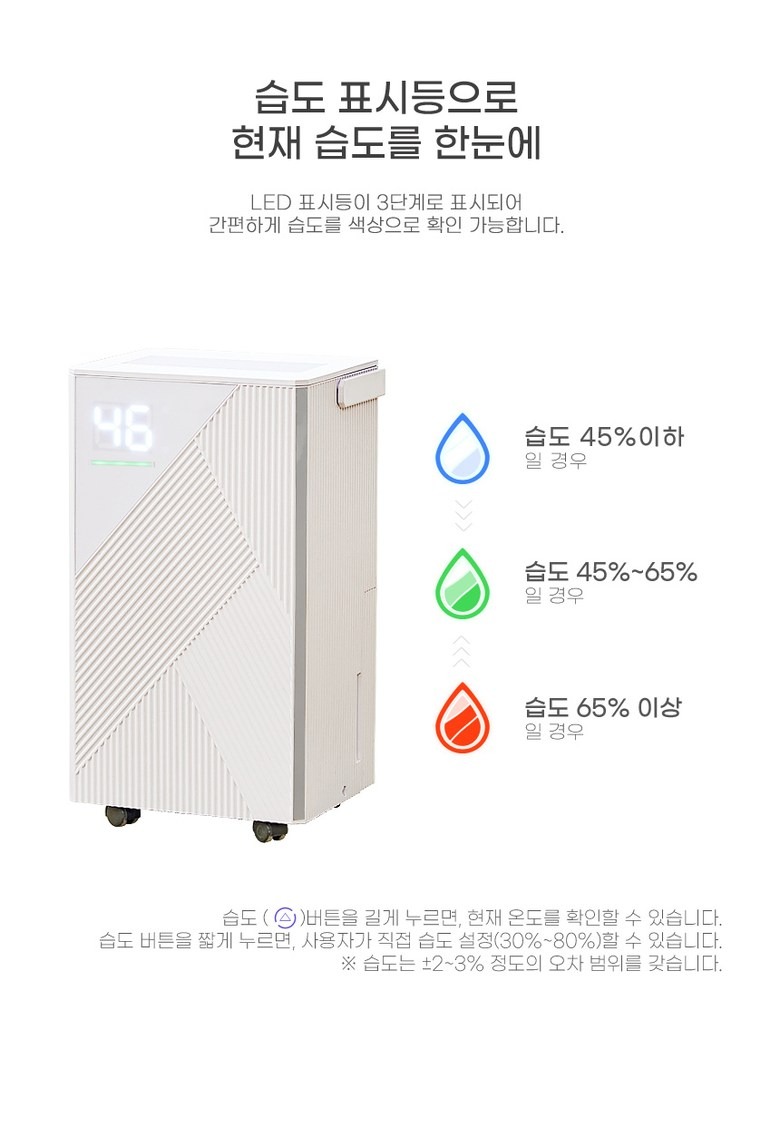 습도 표시등으로
현재 습도를 한눈에
LED 표시등이 3단계로 표시되어
간편하게 습도를 색상으로 확인 가능합니다.
46
습도 45%이하
일 경우
습도 45%~65%
일 경우
습도 65% 이상
일 경우
습도 ( )버튼을 길게 누르면, 현재 온도를 확인할 수 있습니다.
습도 버튼을 짧게 누르면, 사용자가 직접 습도 설정(30%~80%)할 수 있습니다.
※ 습도는 ±2~3% 정도의 오차 범위를 갖습니다.